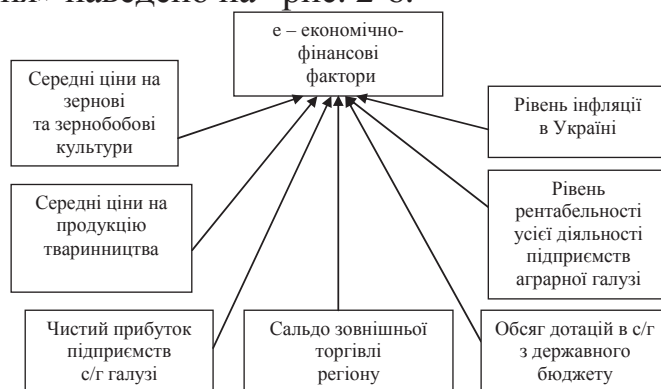 наведено на рис. 2-8.
е – економічно-
фінансові
фактори
Середні ціни на
зернові
та зернобобові
культури
Рівень інфляції
в Україні
Середні ціни на
продукцію
тваринництва
Рівень
рентабельності
усієї діяльності
підприємств
аграрної галузі
Чистий прибуток
підприємств
с/г галузі
Сальдо зовнішньої
торгівлі
регіону
Обсяг дотацій в с/г
з державного
бюджету